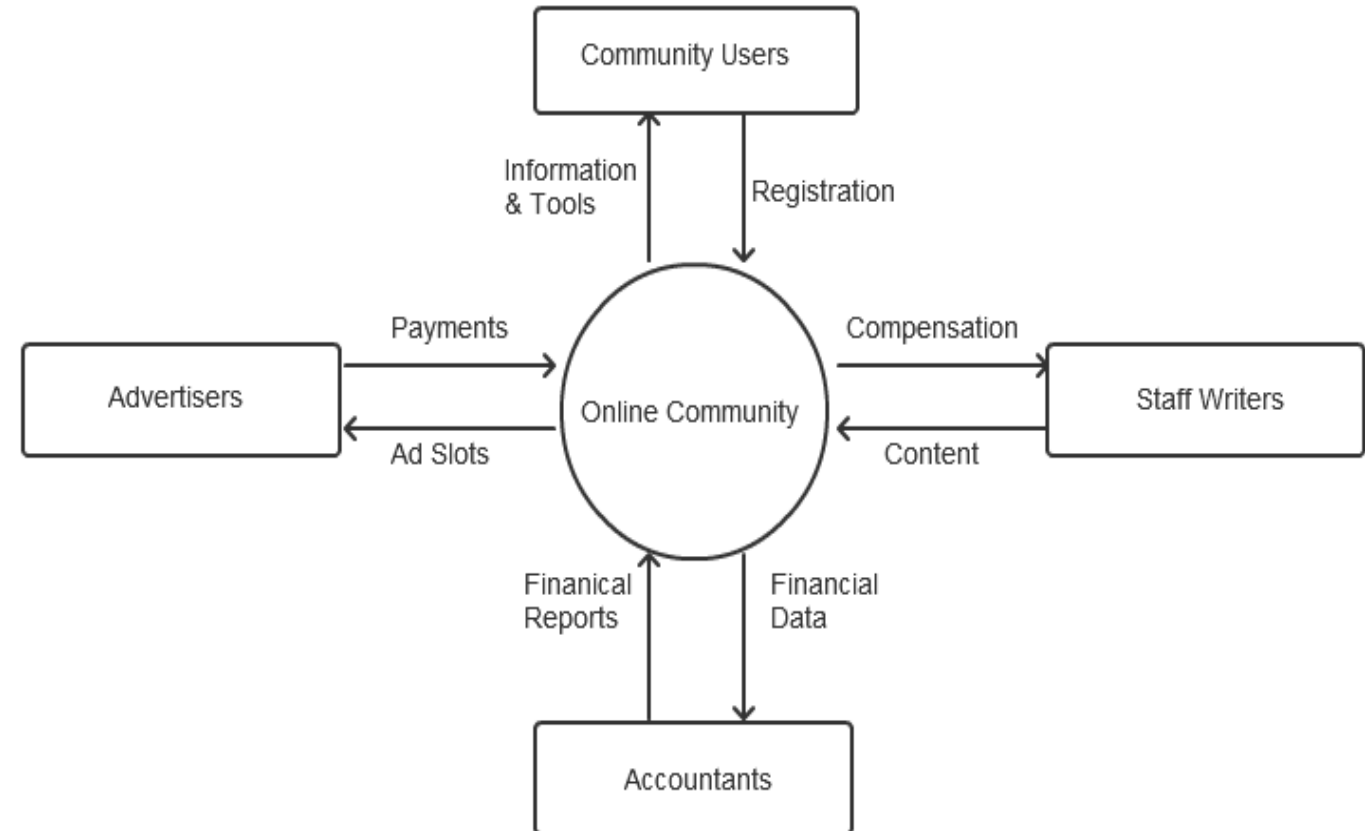 Community Users
Information
& Tools
Registration
Payments
Compensation
Advertisers
Online Community
Staff Writers
Ad Slots
Content
Finanical
Reports
Financial
Data
Accountants